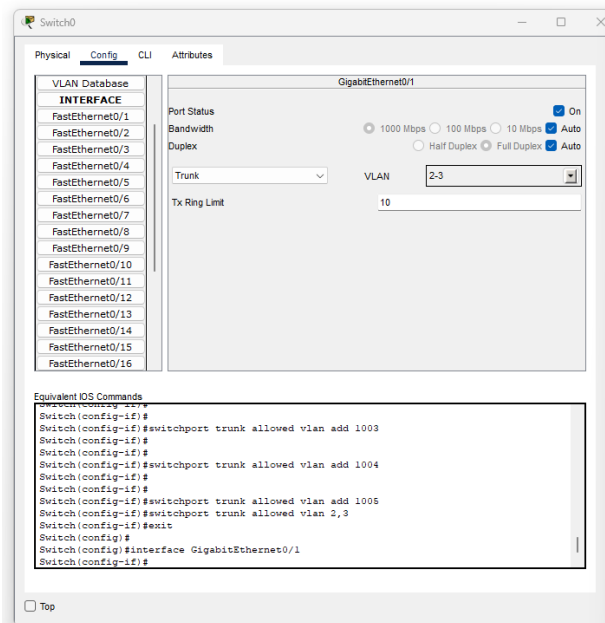 Switch0
Physical Config CLI Attributes
VLAN Database
INTERFACE
FastEthernet0/1
FastEthernet0/2
FastEthernet0/3
FastEthernet0/4
FastEthernet0/5
FastEthernet0/6
FastEthernet0/7
FastEthernet0/8
FastEthernet0/9
FastEthernet0/10
FastEthernet0/11
FastEthernet0/12
FastEthernet0/13
FastEthernet0/14
FastEthernet0/15
FastEthernet0/16
GigabitEthernet0/1
Port Status On
Bandwidth 1000 Mbps 100 Mbps 10 Mbps Auto
Duplex Half Duplex Full Duplex Auto
Trunk VLAN 2-3
Tx Ring Limit 10
Equivalent IOS Commands
Switch(config-if)#
Switch(config-if)#
Switch(config-if)#switchport trunk allowed vlan add 1003
Switch(config-if)#
Switch(config-if)#
Switch(config-if)#switchport trunk allowed vlan add 1004
Switch(config-if)#
Switch(config-if)#
Switch(config-if)#switchport trunk allowed vlan add 1005
Switch(config-if)#switchport trunk allowed vlan 2,3
Switch(config-if)#exit
Switch(config)#
Switch(config)#interface GigabitEthernet0/1
Switch(config-if)#
Top